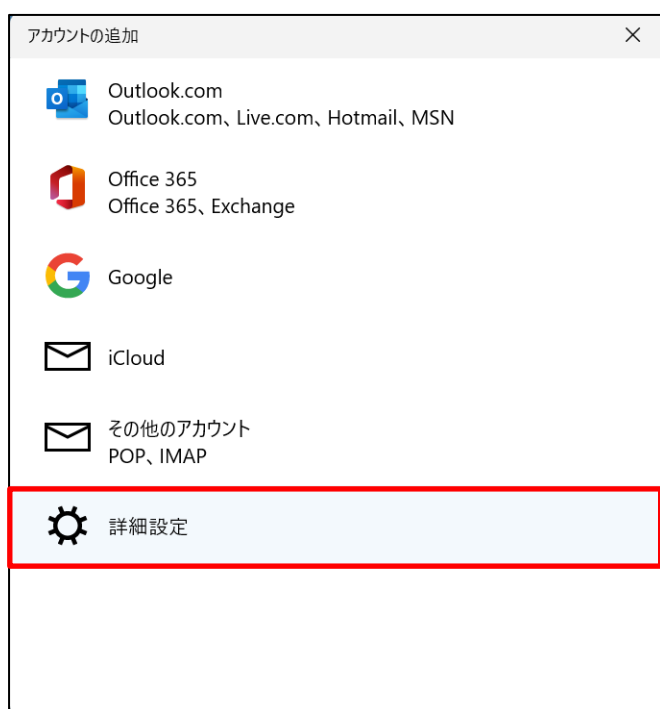 アカウントの追加
Outlook.com
Outlook.com、Live.com、Hotmail、MSN
Office 365
Office 365、Exchange
Google
iCloud
その他のアカウント
POP、IMAP
詳細設定